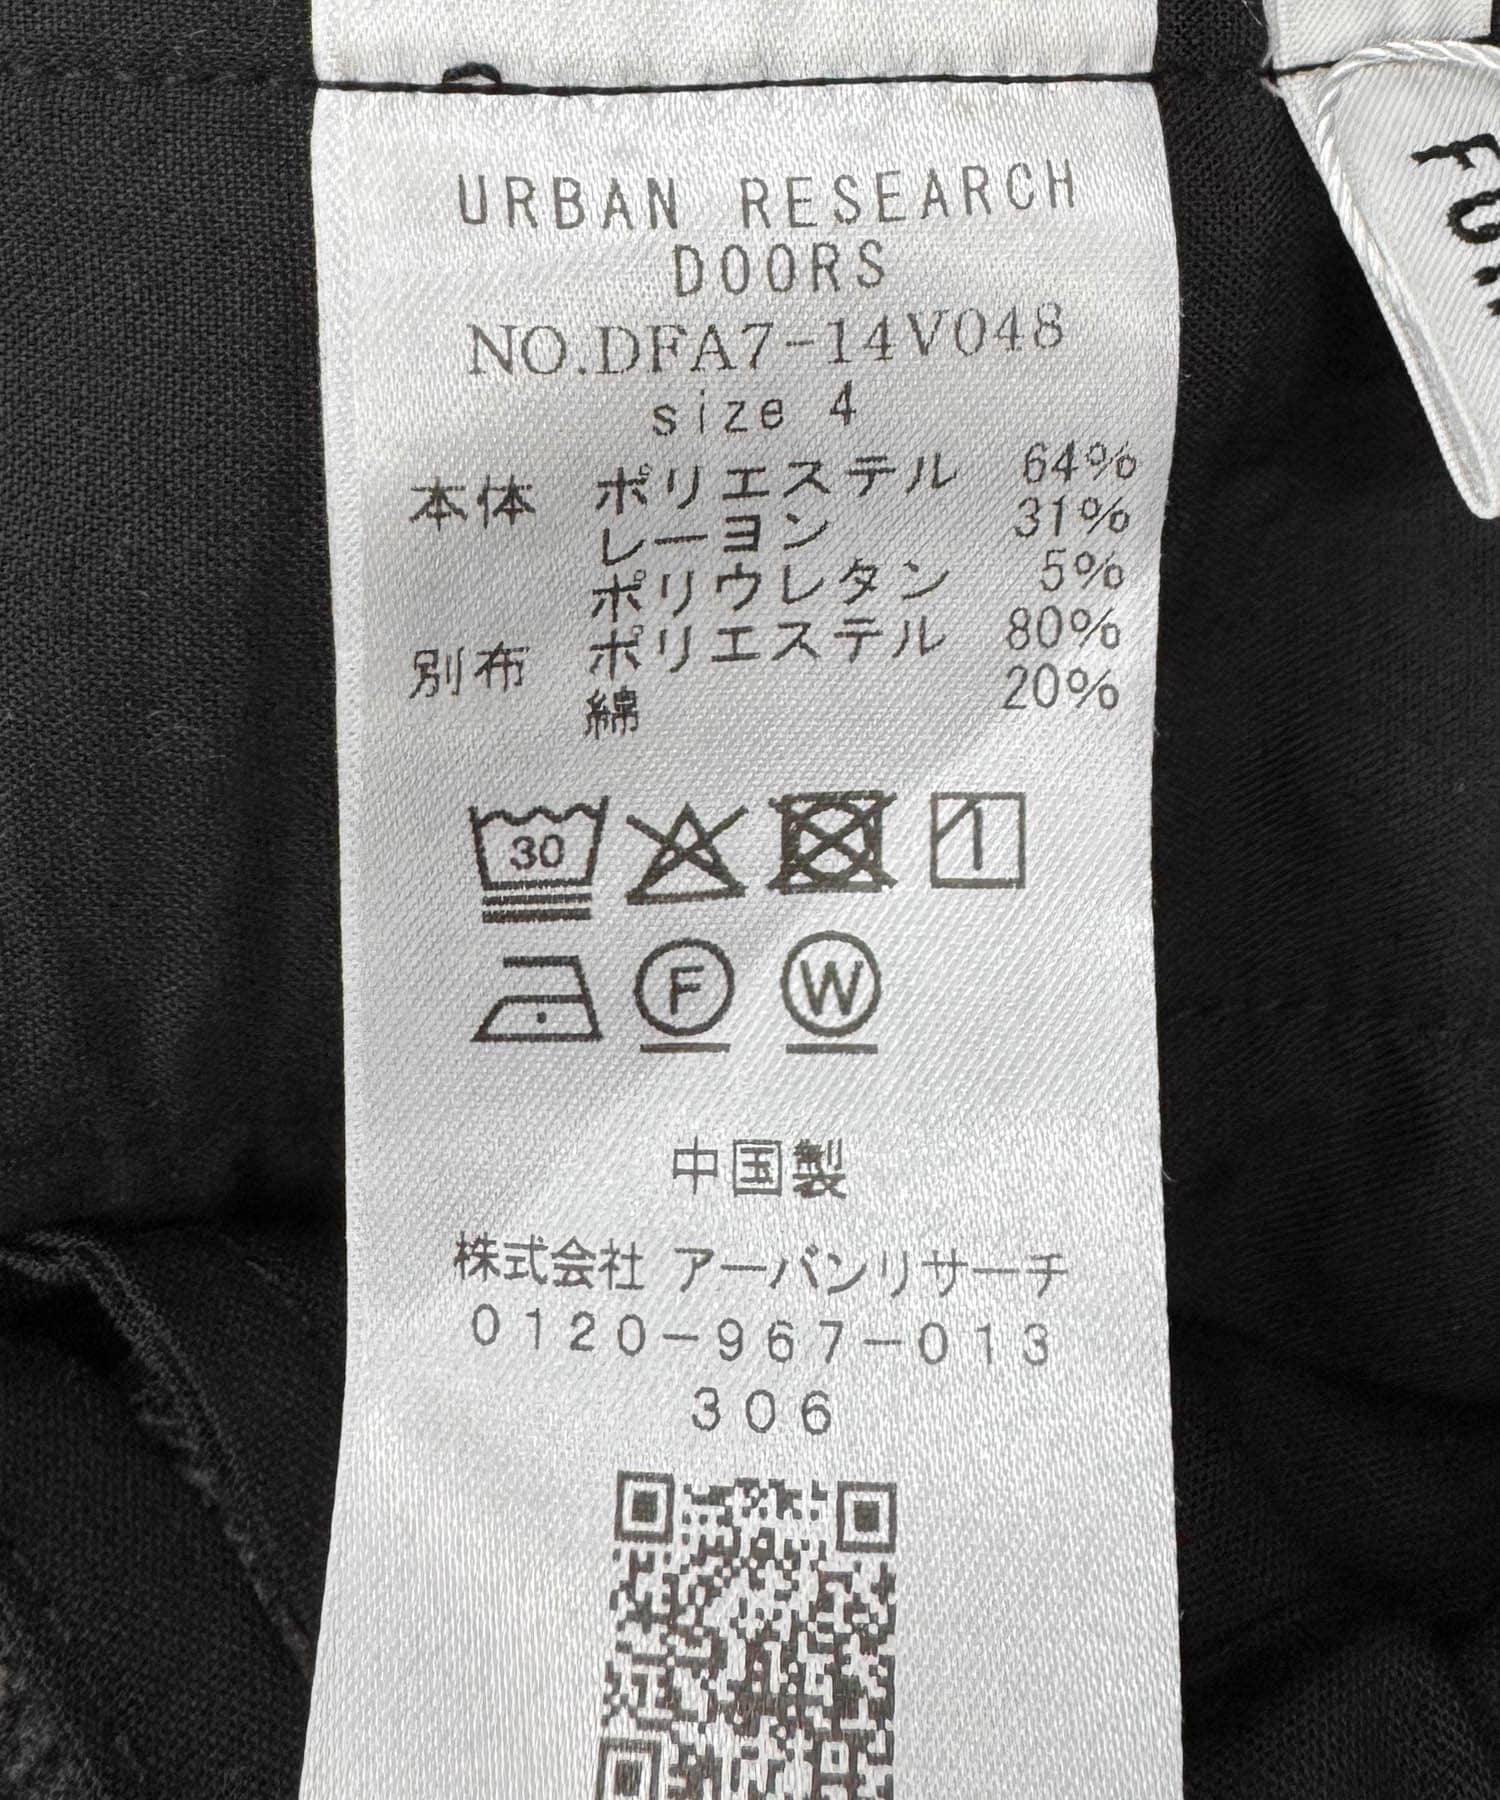 URBAN RESEARCH
DOORS
NO.DFA7-14V048
size 4
本体 ポリエステル 64%
レーヨン 31%
ポリウレタン 5%
別布 ポリエステル 80%
綿 20%
30
F W
中国製
株式会社 アーバンリサーチ
0120-967-013
306